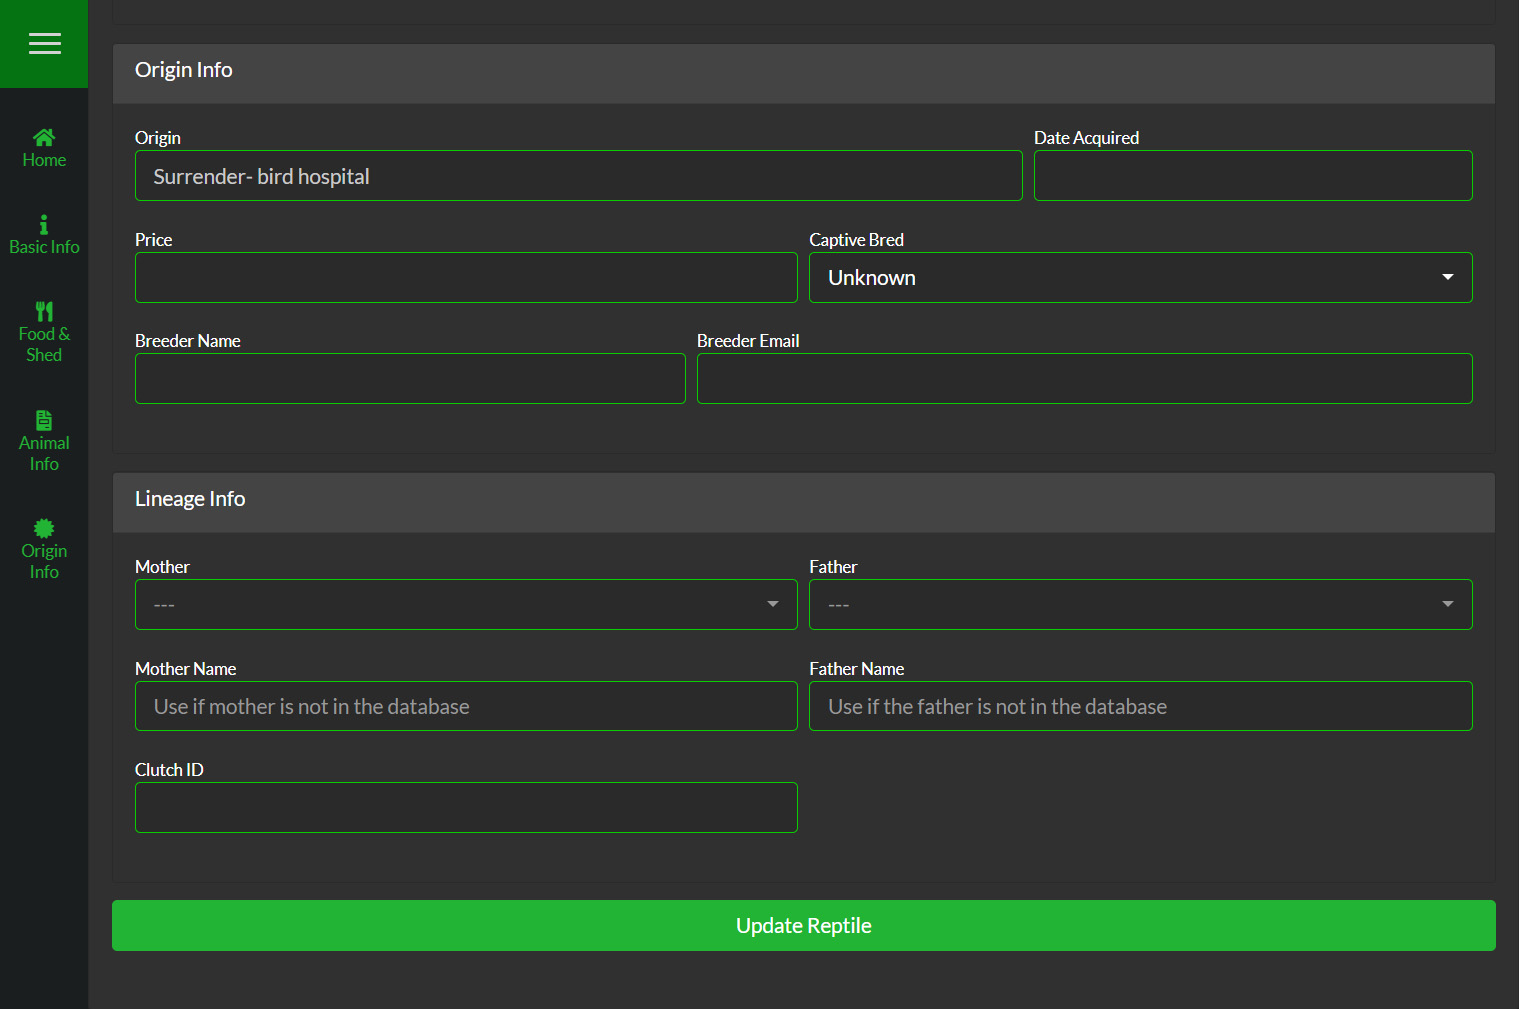 Home
Basic Info
Food &
Shed
Animal
Info
Origin
Info
Origin Info
Origin
Date Acquired
Surrender- bird hospital
Price
Captive Bred
Unknown
Breeder Name
Breeder Email
Lineage Info
Mother
Father
---
---
Mother Name
Father Name
Use if mother is not in the database
Use if the father is not in the database
Clutch ID
Update Reptile